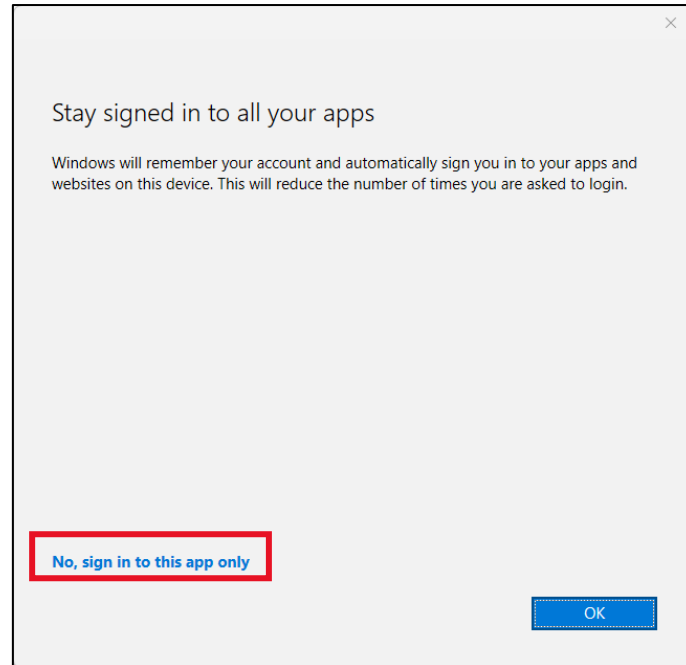 Stay signed in to all your apps
Windows will remember your account and automatically sign you in to your apps and
websites on this device. This will reduce the number of times you are asked to login.
No, sign in to this app only
OK